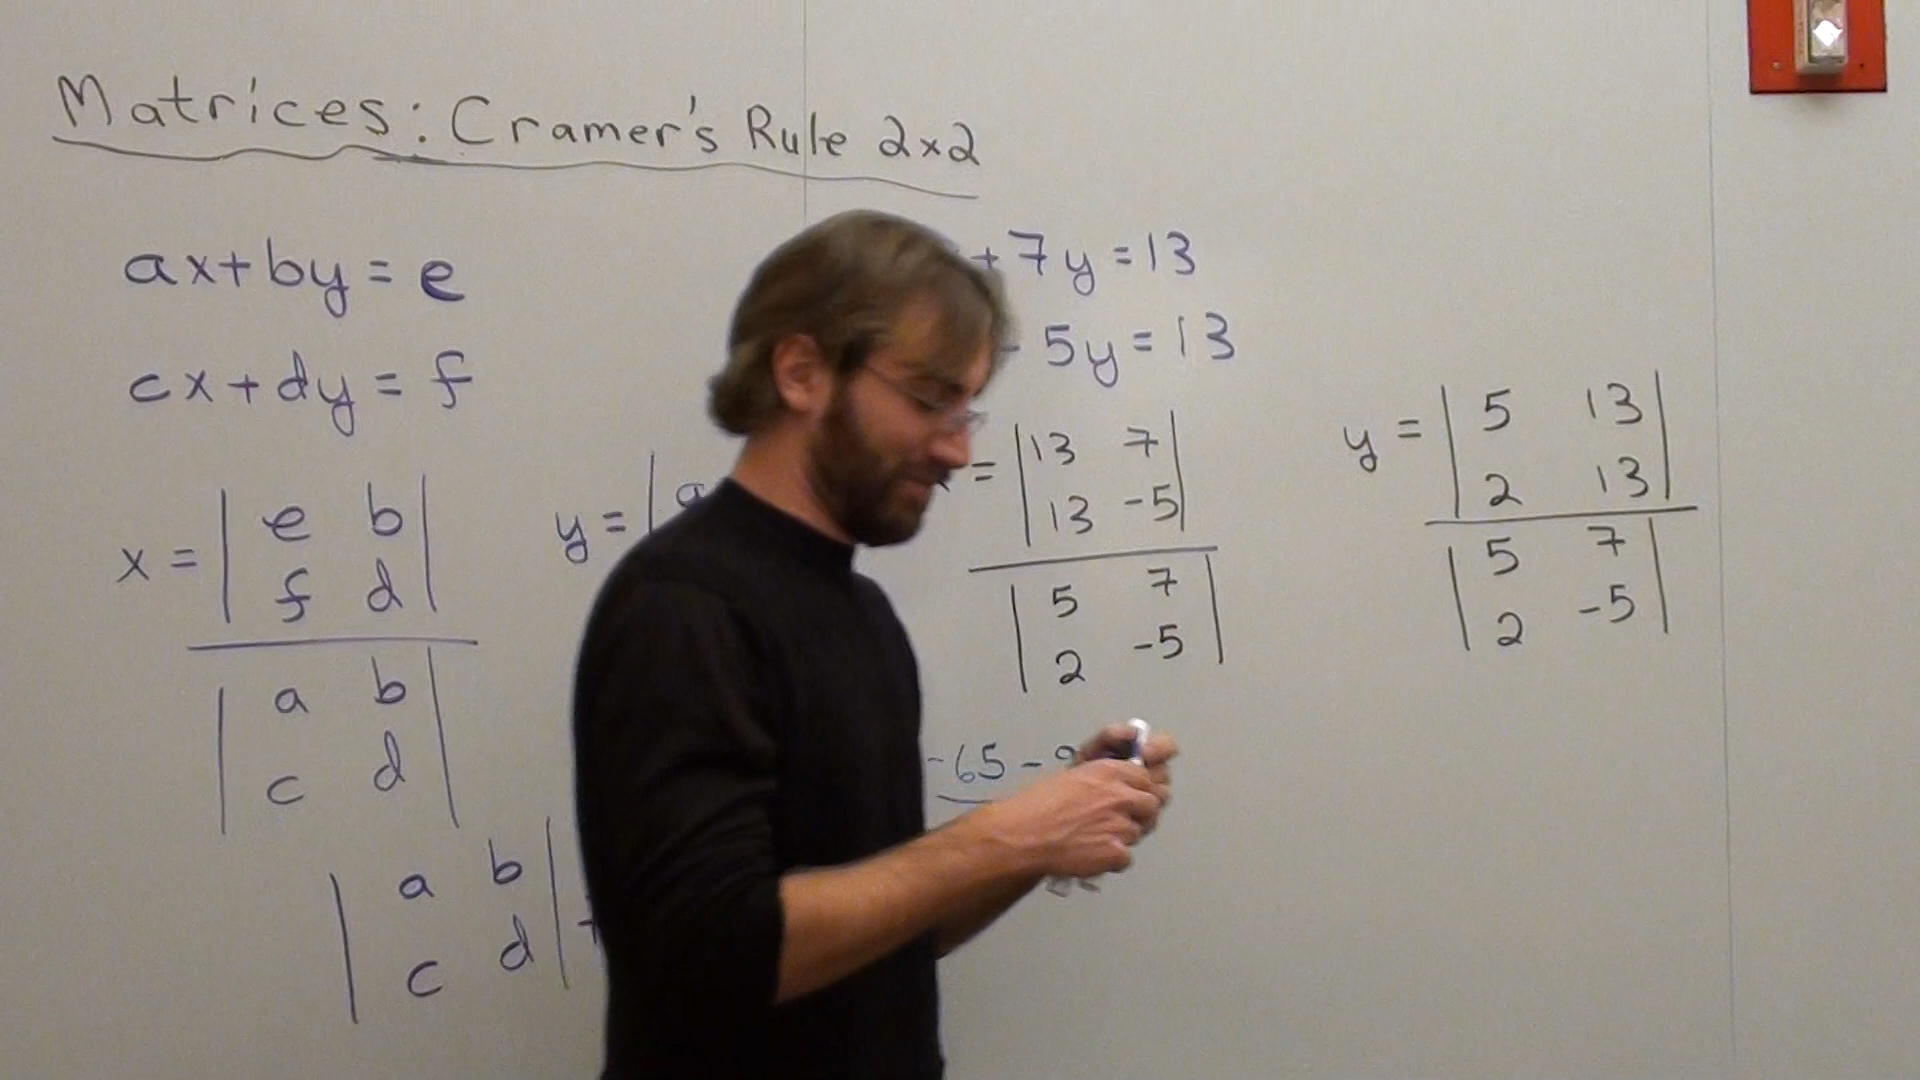 Matrices: Cramer's Rule 2x2
ax+by=e
cx+dy=f
x = | e b |
| f d |
| a b |
| c d |
y = | a
| a b |
| c d |
+7y=13
- 5y=13
= | 13 7 |
| 13 -5 |
| 5 7 |
| 2 -5 |
-65 -
y = | 5 13 |
| 2 13 |
| 5 7 |
| 2 -5 |